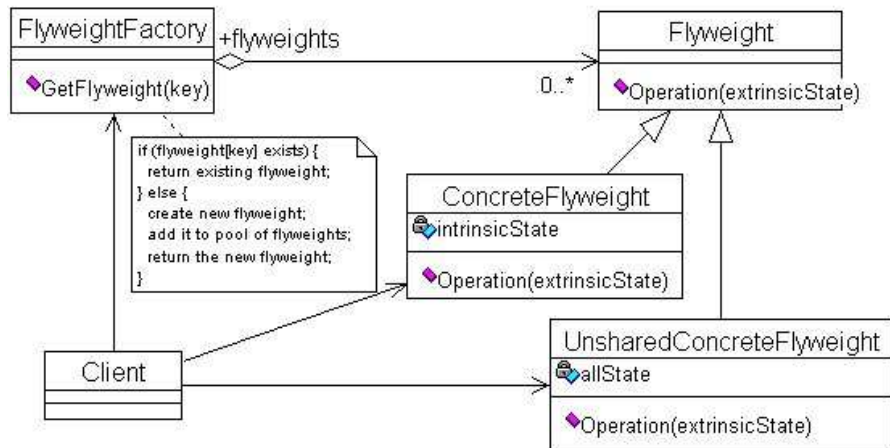 FlyweightFactory
+flyweights
Flyweight
GetFlyweight(key)
0..*
Operation(extrinsicState)
if (flyweight[key] exists) {
return existing flyweight;
} else {
create new flyweight;
add it to pool of flyweights;
return the new flyweight;
}
ConcreteFlyweight
intrinsicState
Operation(extrinsicState)
Client
UnsharedConcreteFlyweight
allState
Operation(extrinsicState)